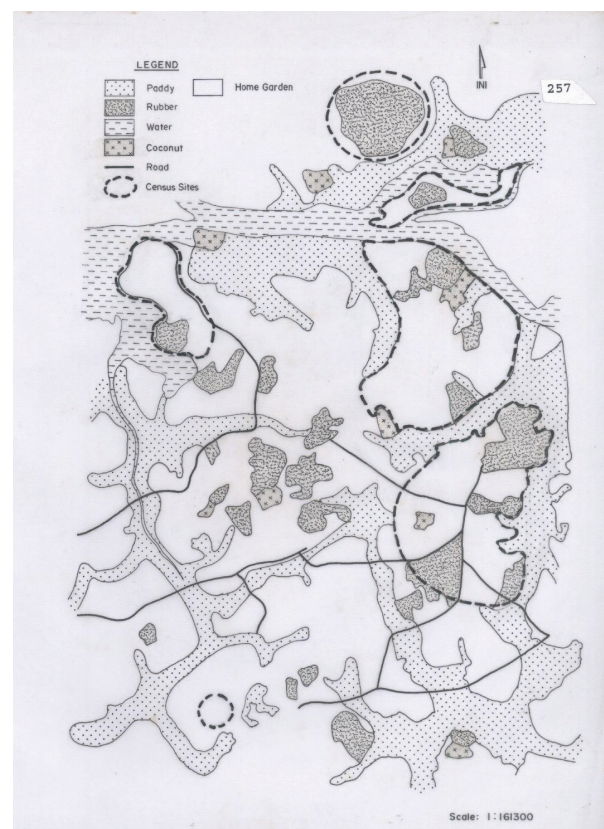 LEGEND
Paddy
Home Garden
Rubber
Water
Coconut
Road
Census Sites
257
Scale: 1:161300